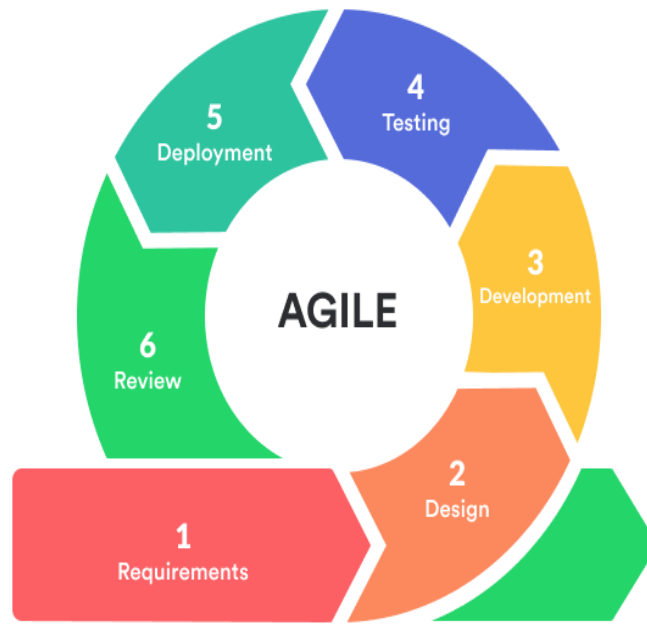 AGILE
1
Requirements
2
Design
3
Development
4
Testing
5
Deployment
6
Review